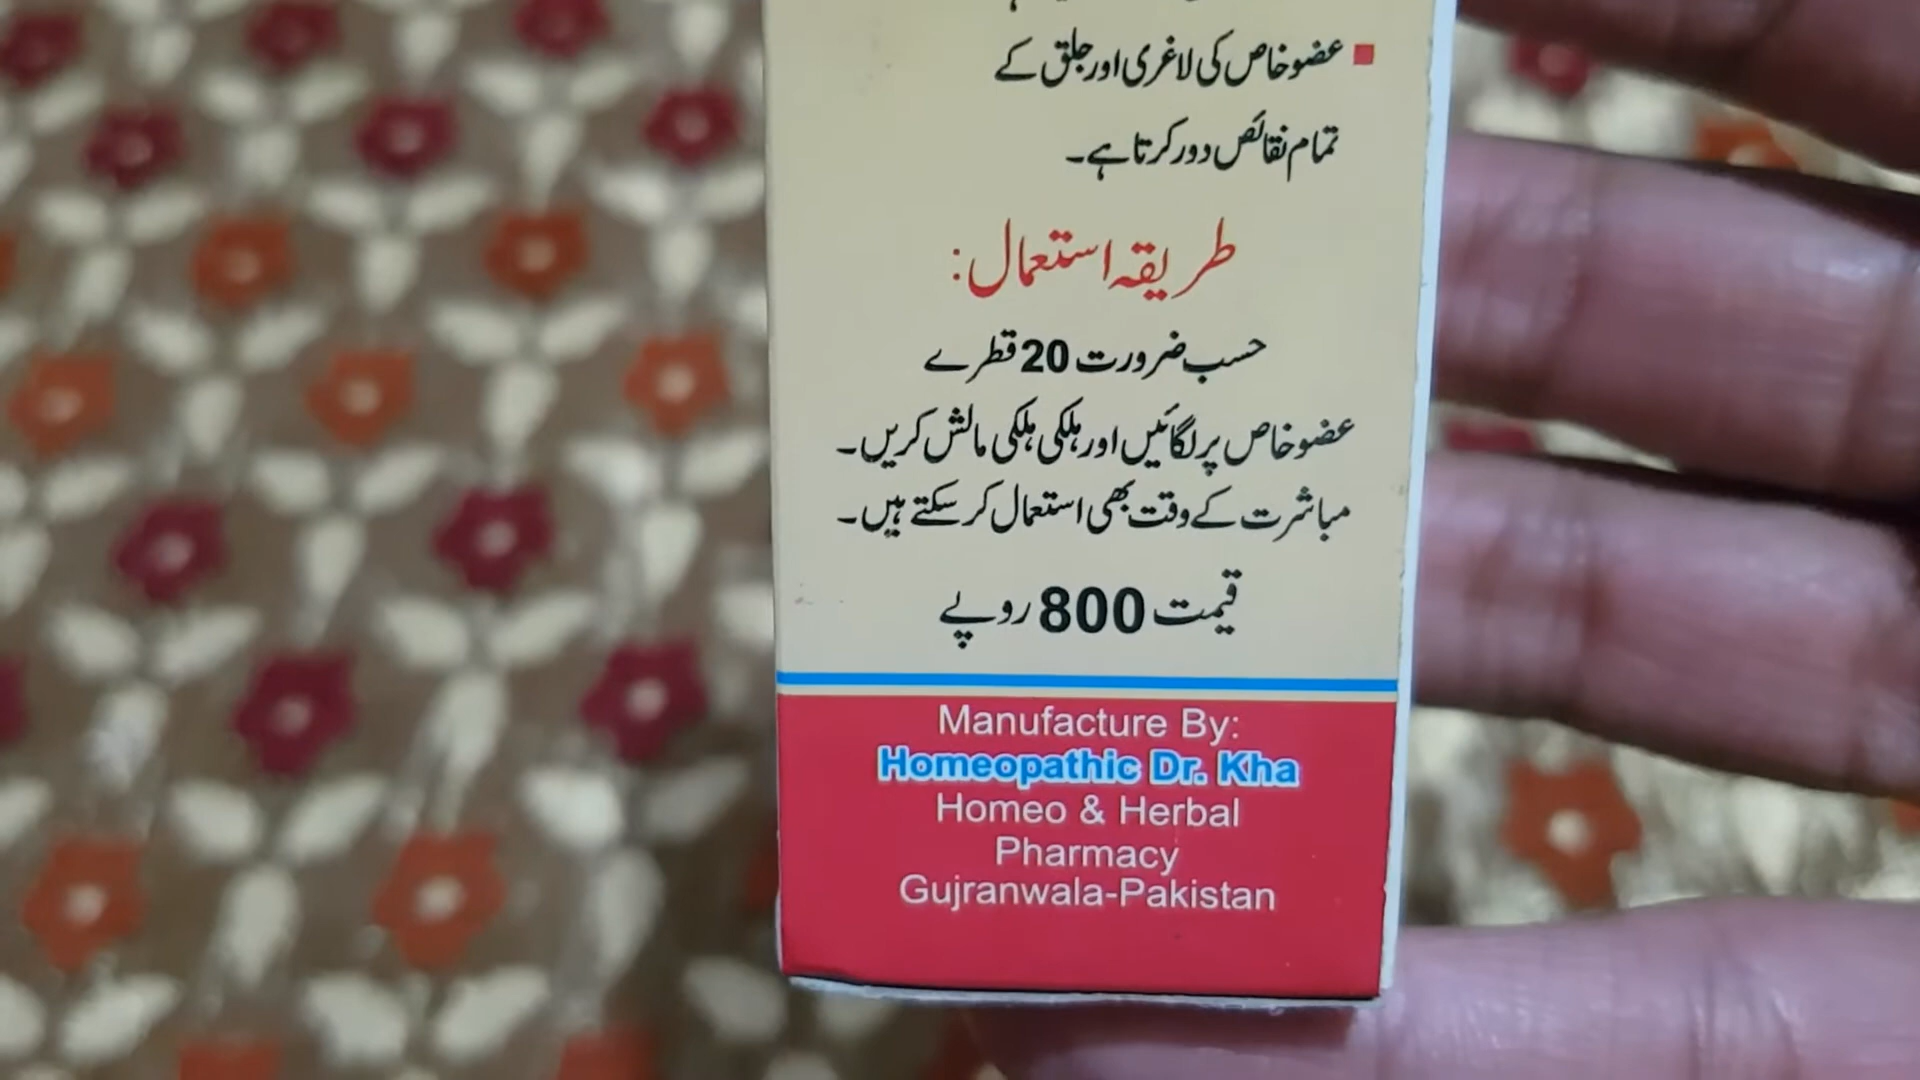 عضو خاص کی لاغری اور جلق کے
تمام نقائص دور کرتا ہے۔
طریقہ استعمال:
حسب ضرورت 20 قطرے
عضو خاص پر لگائیں اور ہلکی ہلکی مالش کریں۔
مباشرت کے وقت بھی استعمال کر سکتے ہیں۔
قیمت 800 روپے
Manufacture By:
Homeopathic Dr. Kha
Homeo & Herbal
Pharmacy
Gujranwala-Pakistan